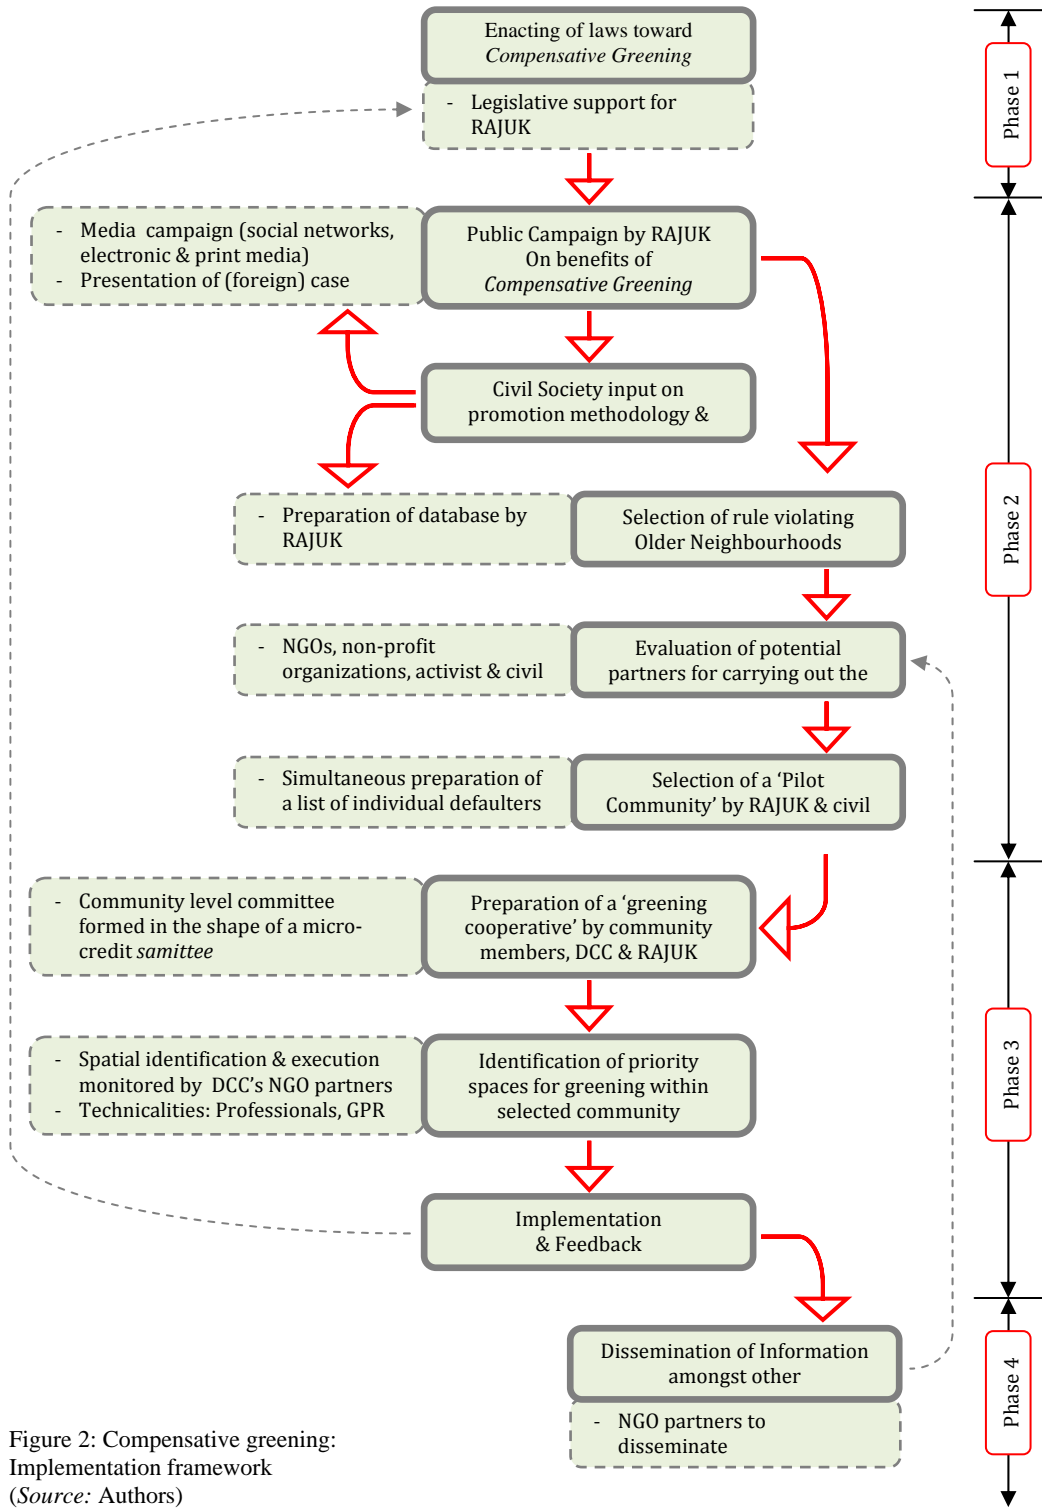 Enacting of laws toward
Compensative Greening
- Legislative support for
RAJUK
Phase 1
- Media campaign (social networks,
electronic & print media)
- Presentation of (foreign) case
Public Campaign by RAJUK
On benefits of
Compensative Greening
Civil Society input on
promotion methodology &
- Preparation of database by
RAJUK
Selection of rule violating
Older Neighbourhoods
Phase 2
- NGOs, non-profit
organizations, activist & civil
Evaluation of potential
partners for carrying out the
- Simultaneous preparation of
a list of individual defaulters
Selection of a ‘Pilot
Community’ by RAJUK & civil
- Community level committee
formed in the shape of a micro-
credit samittee
Preparation of a ‘greening
cooperative’ by community
members, DCC & RAJUK
- Spatial identification & execution
monitored by DCC’s NGO partners
- Technicalities: Professionals, GPR
Identification of priority
spaces for greening within
selected community
Phase 3
Implementation
& Feedback
Dissemination of Information
amongst other
- NGO partners to
disseminate
Phase 4
Figure 2: Compensative greening:
Implementation framework
(Source: Authors)